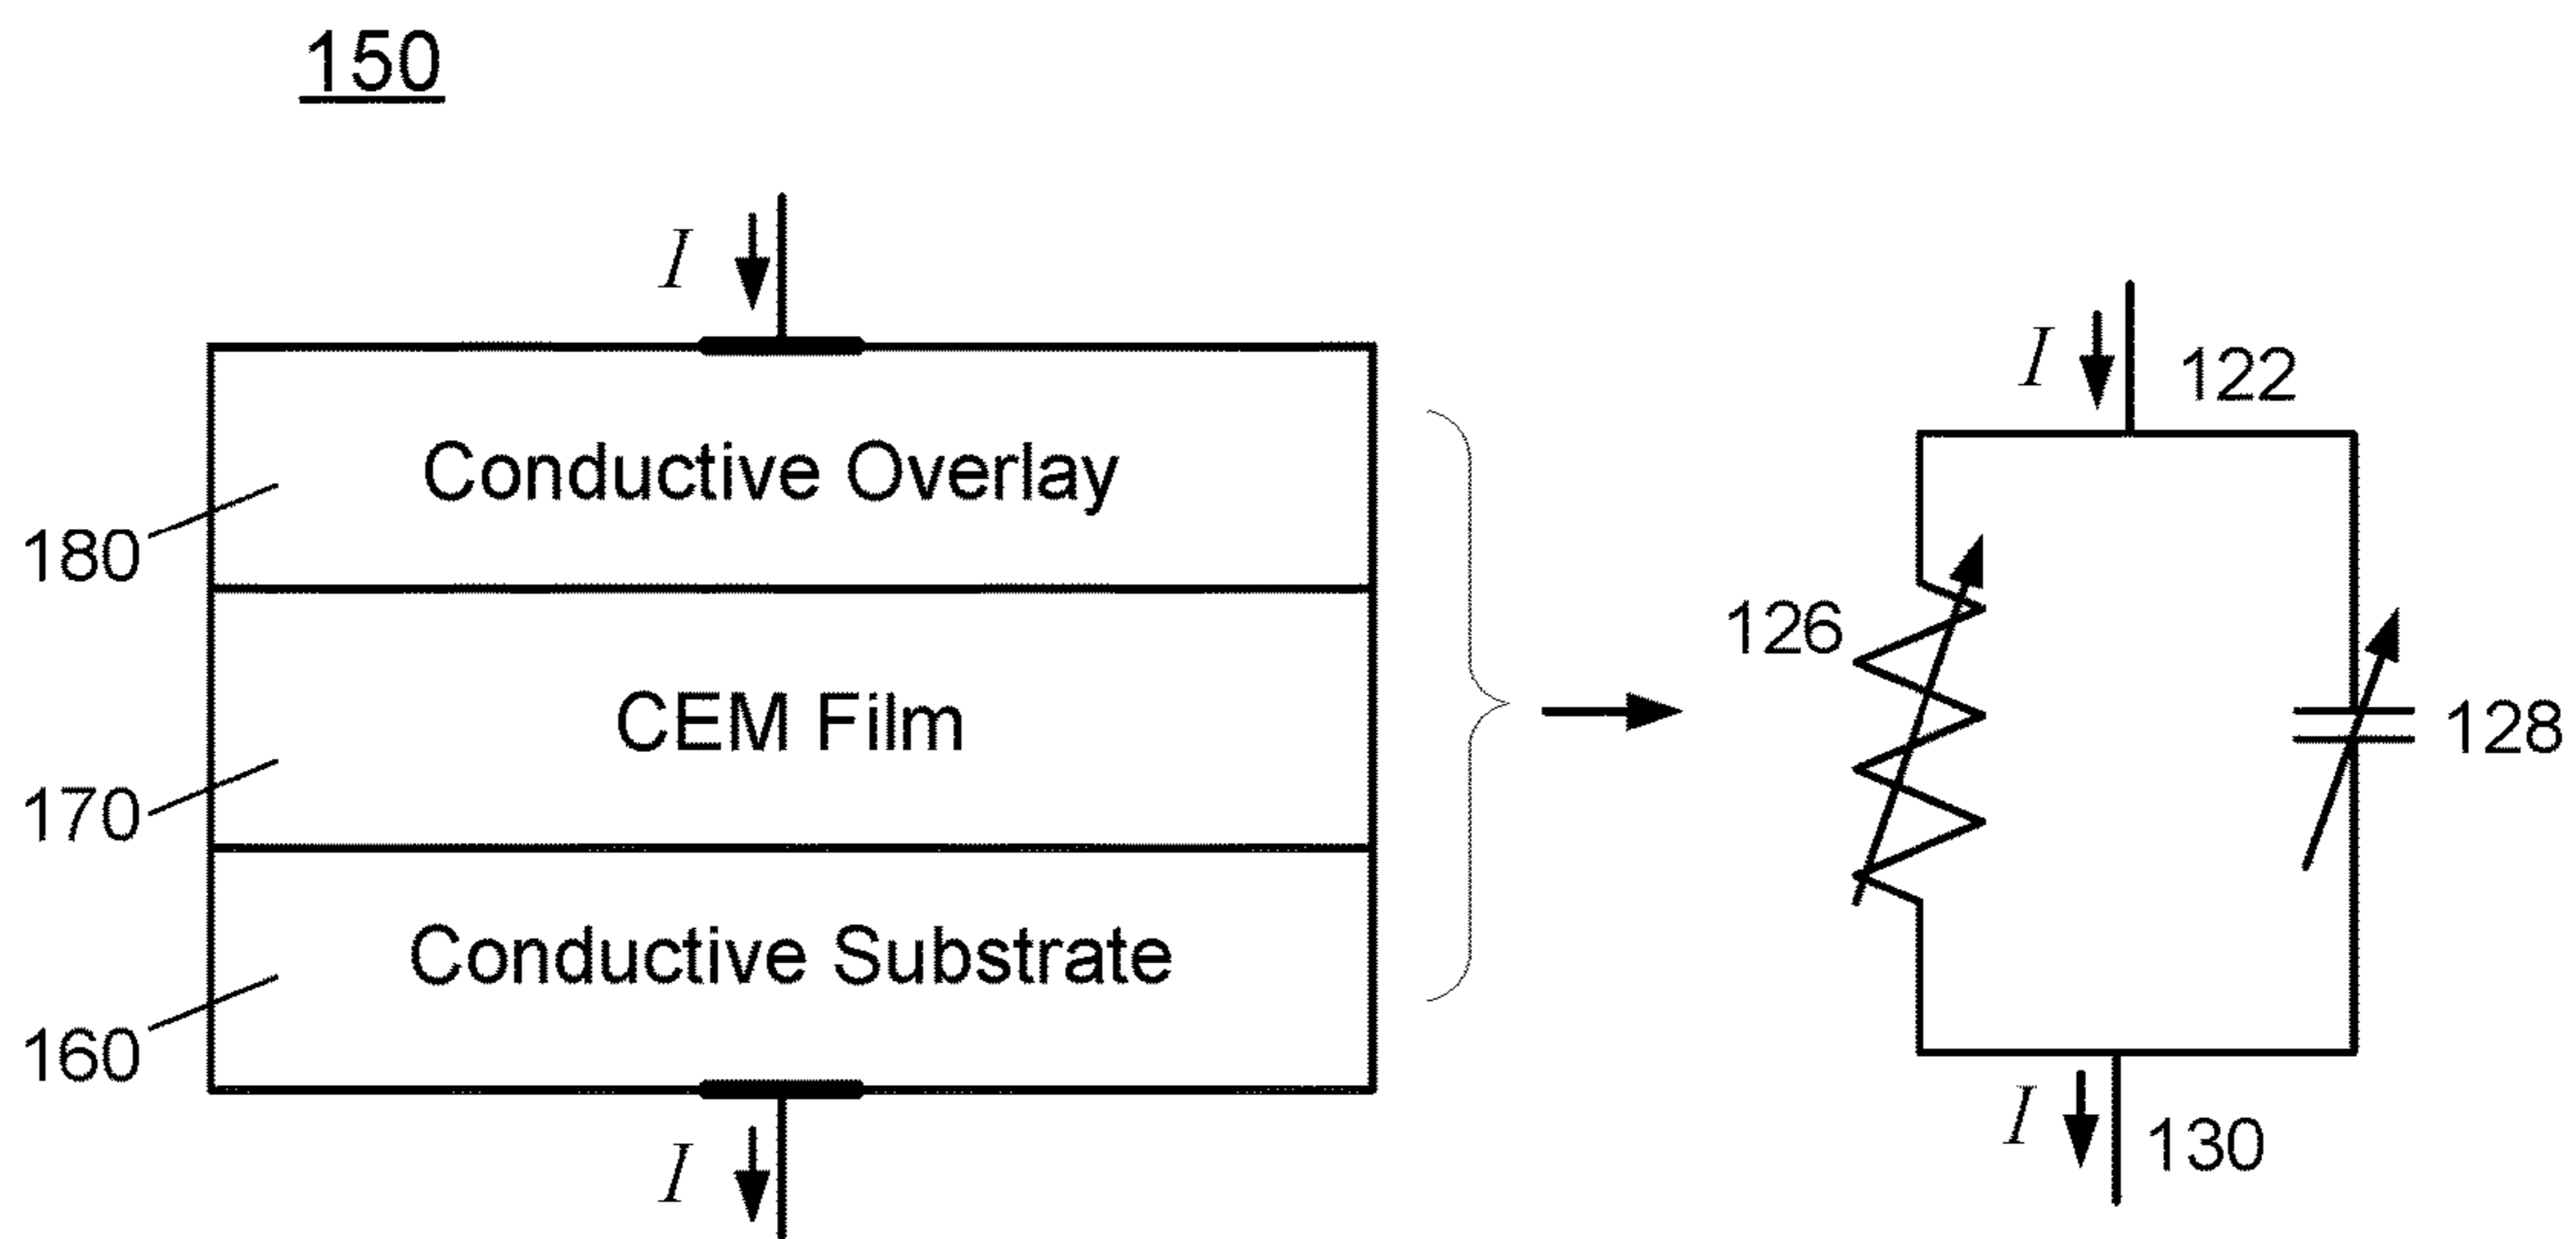 150
I
I
122
Conductive Overlay
180
126
CEM Film
128
170
Conductive Substrate
160
I
I
130